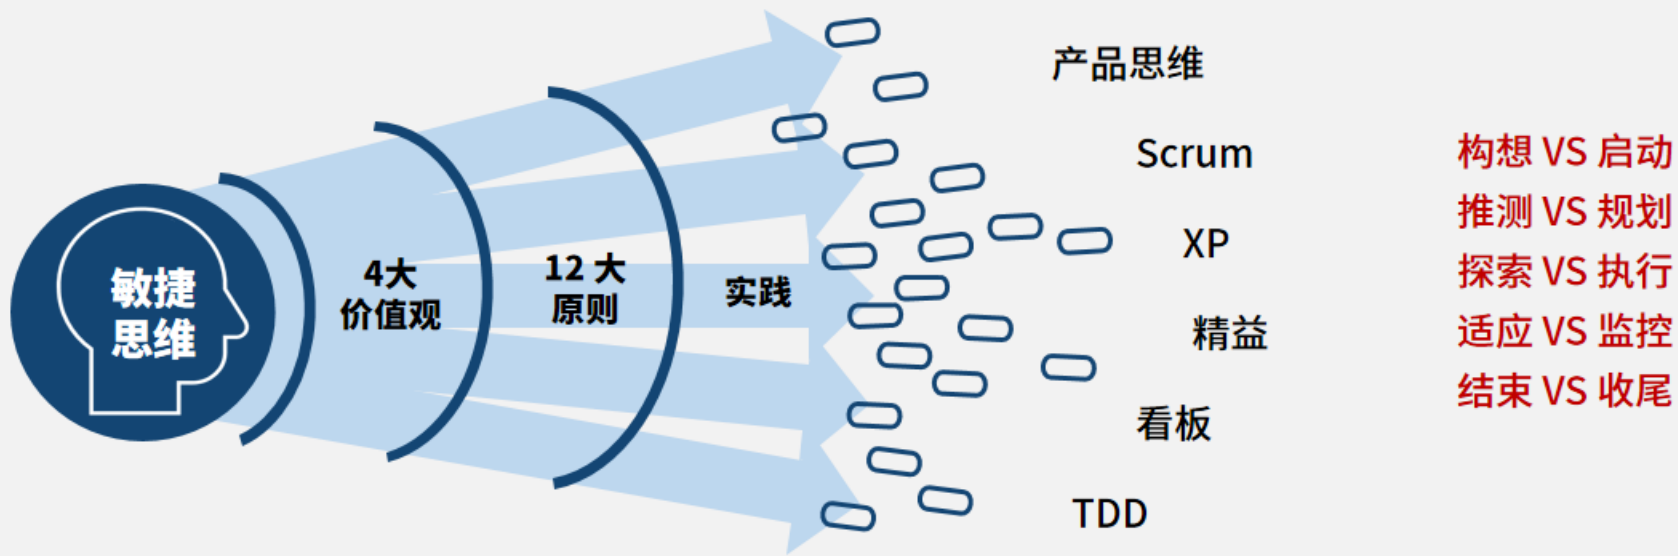 敏捷
思维
4大
价值观
12 大
原则
实践
产品思维
Scrum
XP
精益
看板
TDD
构想 VS 启动
推测 VS 规划
探索 VS 执行
适应 VS 监控
结束 VS 收尾